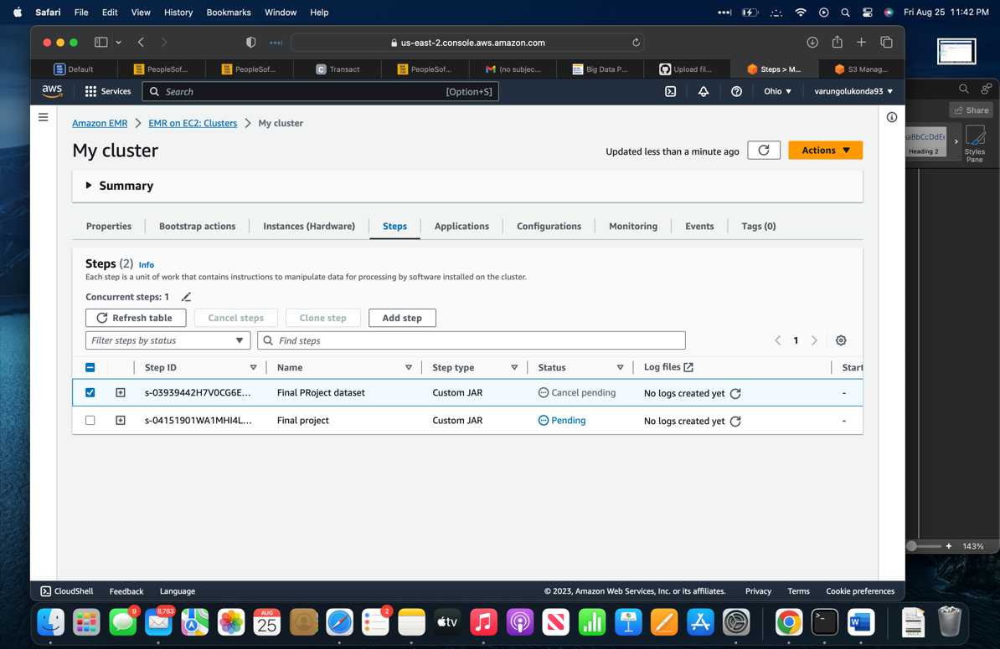 Safari File Edit View History Bookmarks Window Help Fri Aug 25 11:42 PM
us-east-2.console.aws.amazon.com
Default PeopleSof... PeopleSof... C Transact PeopleSof... (no subjec... Big Data P... Upload fil... Steps > M... S3 Manag...
aws Services Search [Option+S] Ohio varungolukonda93
Share
AaBbCcDdEe
Heading 2
Styles
Pane
Amazon EMR > EMR on EC2: Clusters > My cluster
My cluster
Updated less than a minute ago Actions
Summary
Properties Bootstrap actions Instances (Hardware) Steps Applications Configurations Monitoring Events Tags (0)
Steps (2) Info
Each step is a unit of work that contains instructions to manipulate data for processing by software installed on the cluster.
Concurrent steps: 1
Refresh table Cancel steps Clone step Add step
Filter steps by status Find steps 1
Step ID Name Step type Status Log files Start
s-03939442H7V0CG6E... Final PRoject dataset Custom JAR Cancel pending No logs created yet -
s-04151901WA1MHI4L... Final project Custom JAR Pending No logs created yet -
143%
CloudShell Feedback Language © 2023, Amazon Web Services, Inc. or its affiliates. Privacy Terms Cookie preferences
9 8,783 AUG 25 2 tv W DOCX